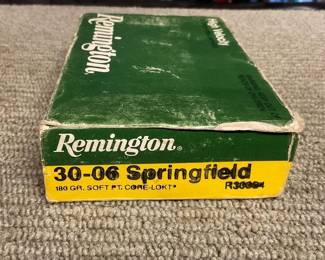 Remington
High Velocity
Remington®
30-06 Springfield
180 GR. SOFT PT. CORE-LOKT®